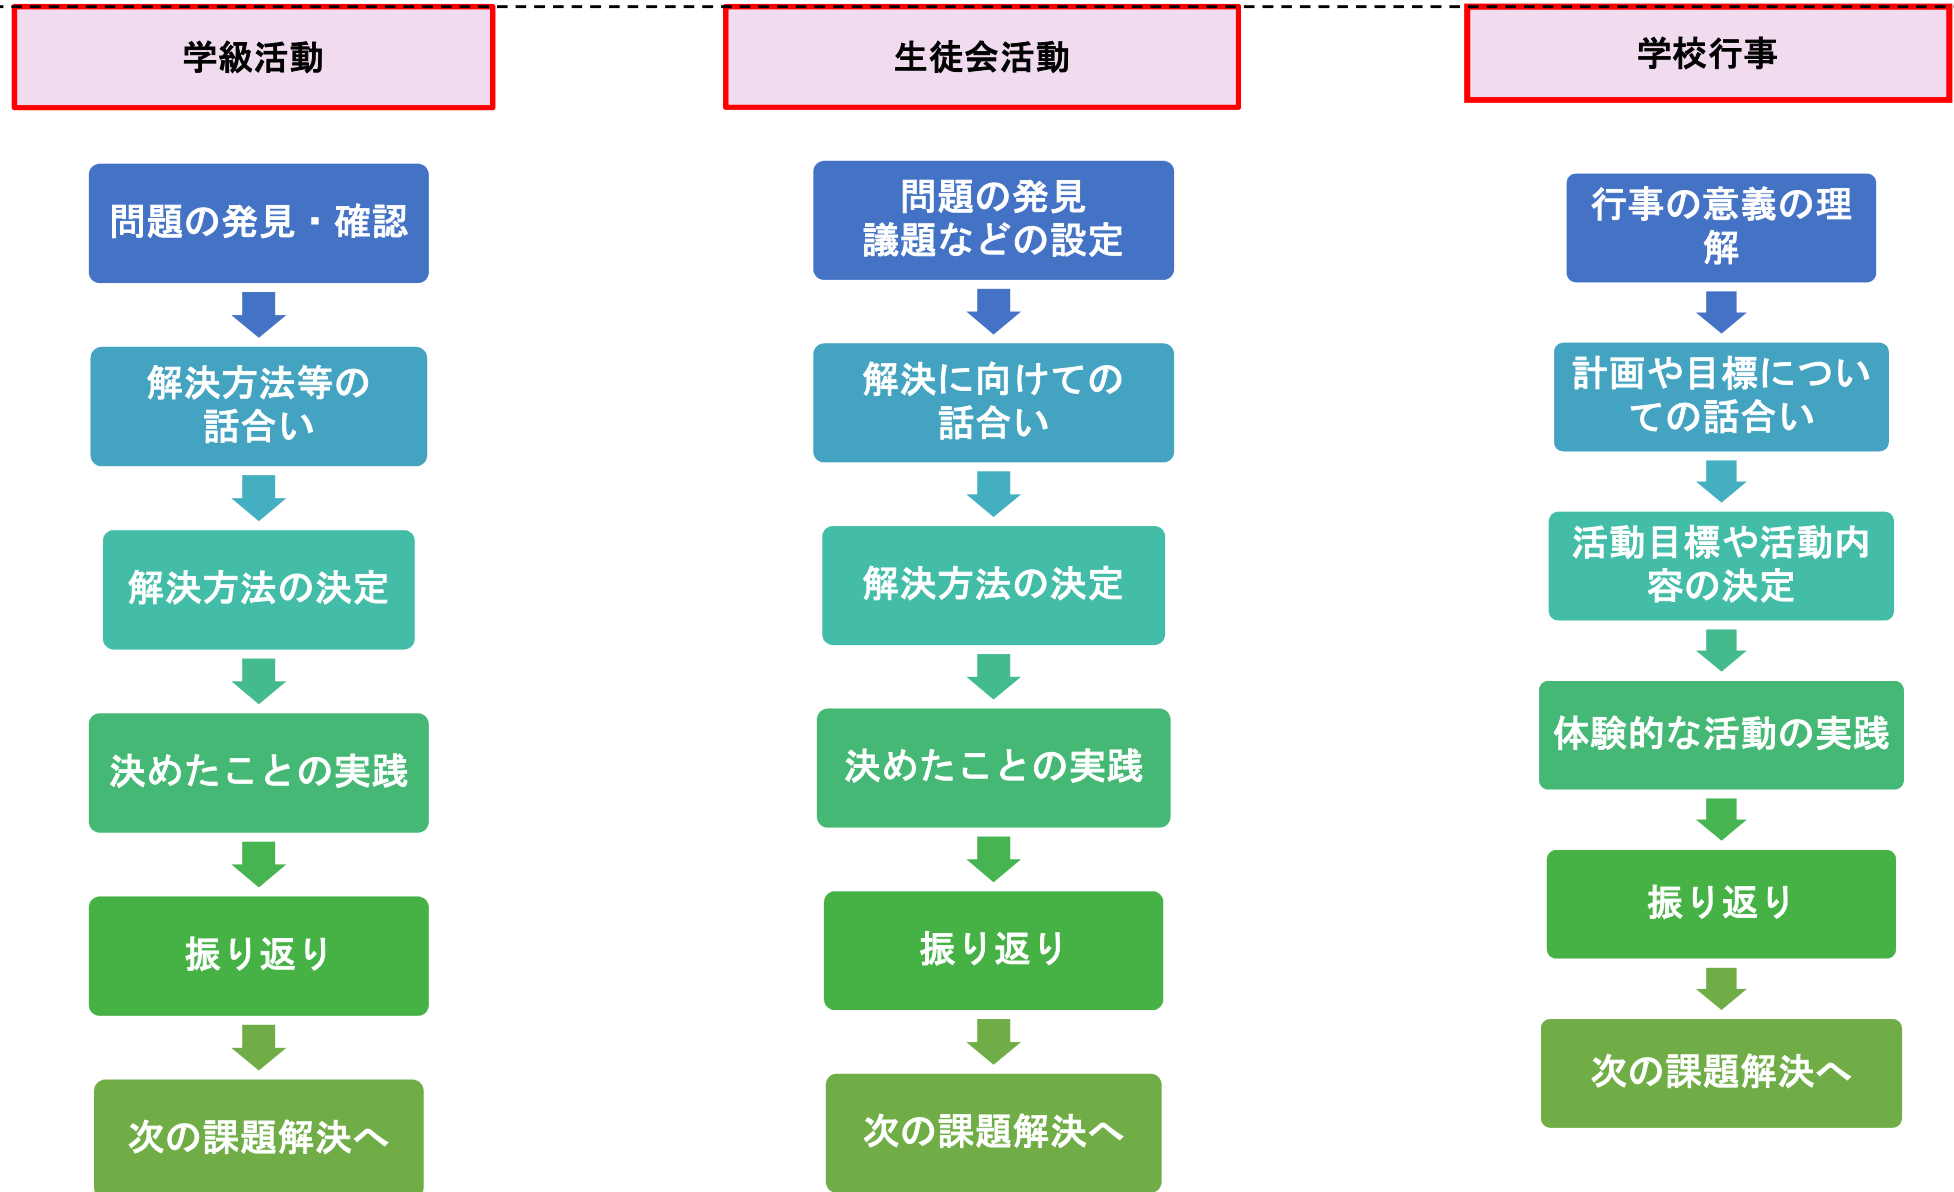 学級活動
問題の発見・確認
解決方法等の
話合い
解決方法の決定
決めたことの実践
振り返り
次の課題解決へ
生徒会活動
問題の発見
議題などの設定
解決に向けての
話合い
解決方法の決定
決めたことの実践
振り返り
次の課題解決へ
学校行事
行事の意義の理
解
計画や目標につい
ての話合い
活動目標や活動内
容の決定
体験的な活動の実践
振り返り
次の課題解決へ